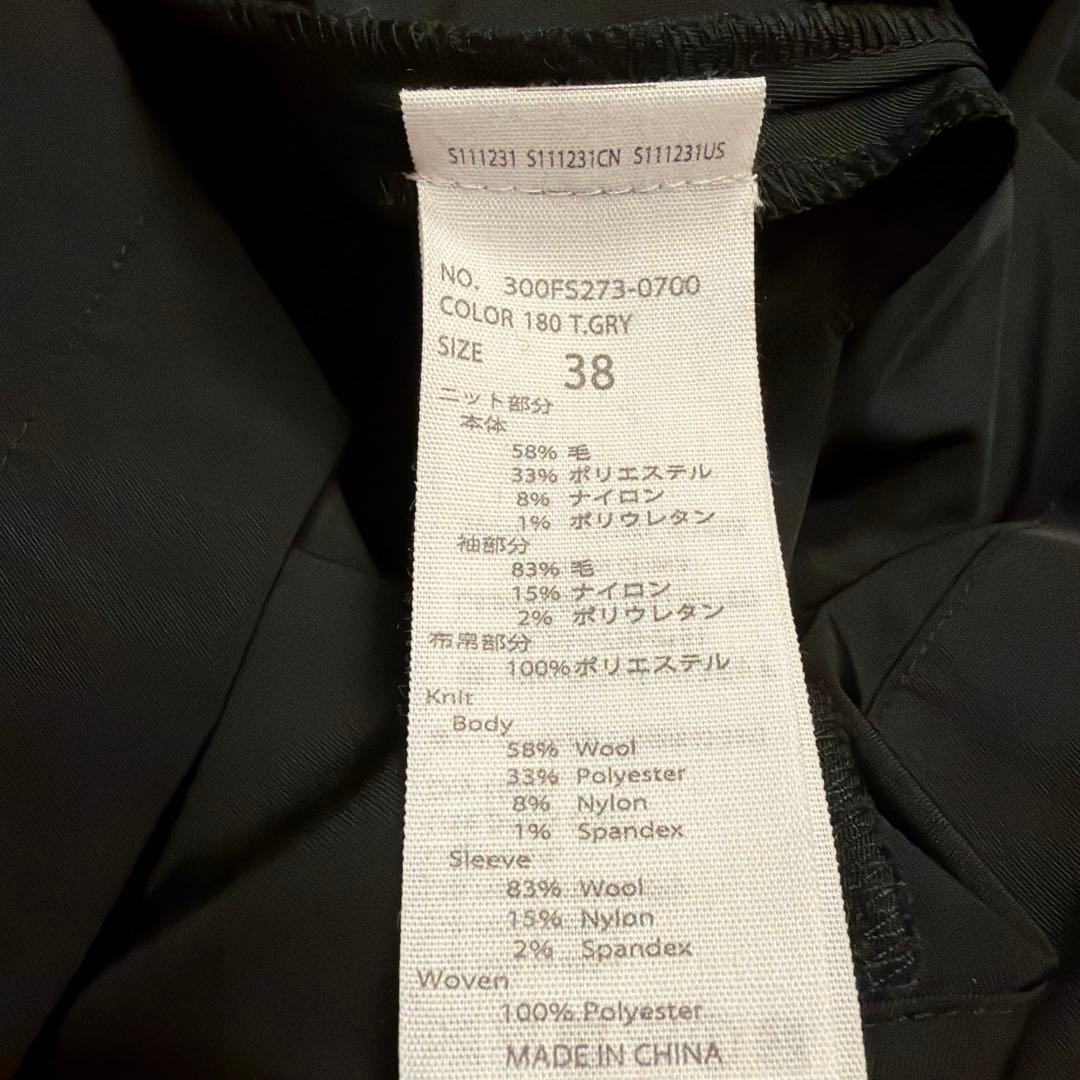 S111231 S111231CN S111231US
NO. 300FS273-0700
COLOR 180 T.GRY
SIZE 38
ニット部分
本体
58% 毛
33% ポリエステル
8% ナイロン
1% ポリウレタン
袖部分
83% 毛
15% ナイロン
2% ポリウレタン
布帛部分
100%ポリエステル
Knit
Body
58% Wool
33% Polyester
8% Nylon
1% Spandex
Sleeve
83% Wool
15% Nylon
2% Spandex
Woven
100% Polyester
MADE IN CHINA